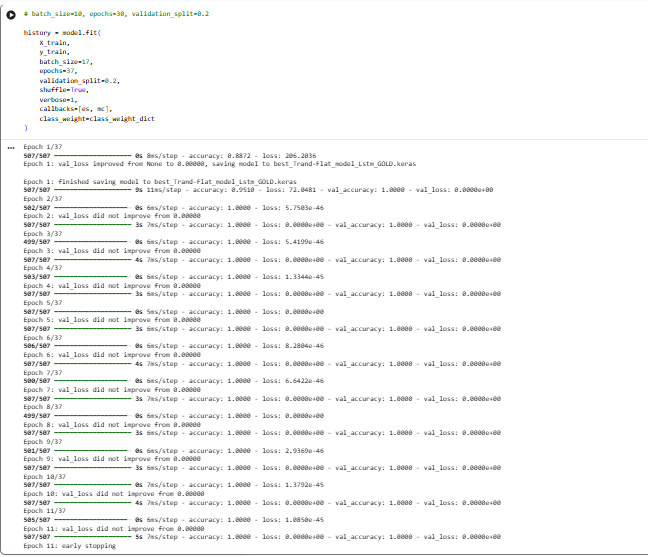 # batch_size=10, epochs=30, validation_split=0.2
history = model.fit(
X_train,
y_train,
batch_size=17,
epochs=37,
validation_split=0.2,
shuffle=True,
verbose=1,
callbacks=[es, mc],
class_weight=class_weight_dict
)
... Epoch 1/37
507/507 0s 8ms/step - accuracy: 0.8872 - loss: 206.2036
Epoch 1: val_loss improved from None to 0.00000, saving model to best_Trand-Flat_model_Lstm_GOLD.keras
Epoch 1: finished saving model to best_Trand-Flat_model_Lstm_GOLD.keras
507/507 9s 11ms/step - accuracy: 0.9510 - loss: 72.0481 - val_accuracy: 1.0000 - val_loss: 0.0000e+00
Epoch 2/37
502/507 0s 6ms/step - accuracy: 1.0000 - loss: 5.7503e-46
Epoch 2: val_loss did not improve from 0.00000
507/507 3s 7ms/step - accuracy: 1.0000 - loss: 0.0000e+00 - val_accuracy: 1.0000 - val_loss: 0.0000e+00
Epoch 3/37
499/507 0s 6ms/step - accuracy: 1.0000 - loss: 5.4199e-46
Epoch 3: val_loss did not improve from 0.00000
507/507 4s 7ms/step - accuracy: 1.0000 - loss: 0.0000e+00 - val_accuracy: 1.0000 - val_loss: 0.0000e+00
Epoch 4/37
503/507 0s 6ms/step - accuracy: 1.0000 - loss: 1.3344e-45
Epoch 4: val_loss did not improve from 0.00000
507/507 3s 6ms/step - accuracy: 1.0000 - loss: 0.0000e+00 - val_accuracy: 1.0000 - val_loss: 0.0000e+00
Epoch 5/37
507/507 0s 5ms/step - accuracy: 1.0000 - loss: 0.0000e+00
Epoch 5: val_loss did not improve from 0.00000
507/507 3s 6ms/step - accuracy: 1.0000 - loss: 0.0000e+00 - val_accuracy: 1.0000 - val_loss: 0.0000e+00
Epoch 6/37
506/507 0s 6ms/step - accuracy: 1.0000 - loss: 8.2804e-46
Epoch 6: val_loss did not improve from 0.00000
507/507 4s 7ms/step - accuracy: 1.0000 - loss: 0.0000e+00 - val_accuracy: 1.0000 - val_loss: 0.0000e+00
Epoch 7/37
500/507 0s 6ms/step - accuracy: 1.0000 - loss: 6.6422e-46
Epoch 7: val_loss did not improve from 0.00000
507/507 3s 7ms/step - accuracy: 1.0000 - loss: 0.0000e+00 - val_accuracy: 1.0000 - val_loss: 0.0000e+00
Epoch 8/37
499/507 0s 6ms/step - accuracy: 1.0000 - loss: 0.0000e+00
Epoch 8: val_loss did not improve from 0.00000
507/507 3s 6ms/step - accuracy: 1.0000 - loss: 0.0000e+00 - val_accuracy: 1.0000 - val_loss: 0.0000e+00
Epoch 9/37
501/507 0s 6ms/step - accuracy: 1.0000 - loss: 2.9369e-46
Epoch 9: val_loss did not improve from 0.00000
507/507 3s 6ms/step - accuracy: 1.0000 - loss: 0.0000e+00 - val_accuracy: 1.0000 - val_loss: 0.0000e+00
Epoch 10/37
507/507 0s 7ms/step - accuracy: 1.0000 - loss: 1.3792e-45
Epoch 10: val_loss did not improve from 0.00000
507/507 4s 7ms/step - accuracy: 1.0000 - loss: 0.0000e+00 - val_accuracy: 1.0000 - val_loss: 0.0000e+00
Epoch 11/37
505/507 0s 6ms/step - accuracy: 1.0000 - loss: 1.0850e-45
Epoch 11: val_loss did not improve from 0.00000
507/507 5s 7ms/step - accuracy: 1.0000 - loss: 0.0000e+00 - val_accuracy: 1.0000 - val_loss: 0.0000e+00
Epoch 11: early stopping